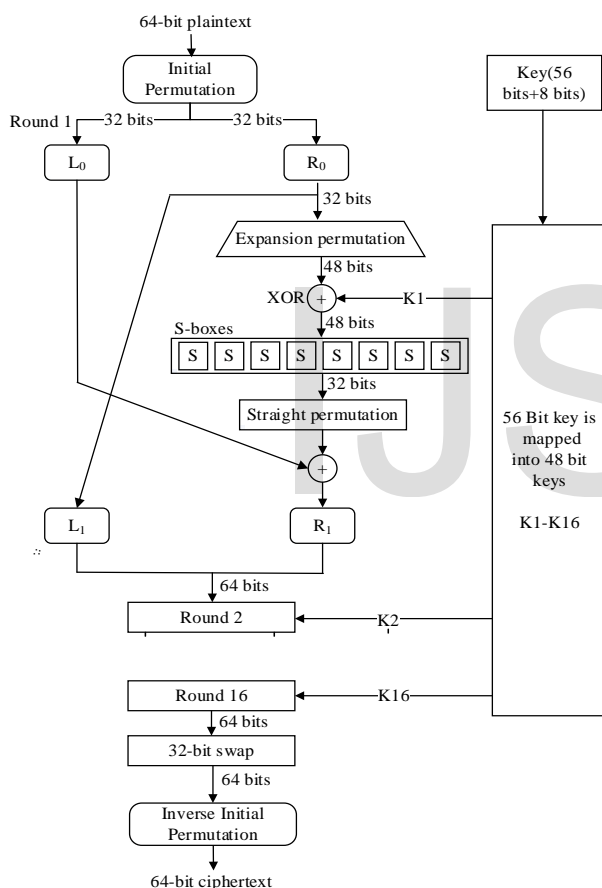 64-bit plaintext
Initial
Permutation
Key(56
bits+8 bits)
Round 1
32 bits
32 bits
L0
R0
32 bits
Expansion permutation
48 bits
XOR
+
K1
48 bits
S-boxes
S S S S S S S S
32 bits
Straight permutation
56 Bit key is
mapped
into 48 bit
keys
K1-K16
+
L1
R1
64 bits
Round 2
K2
Round 16
K16
64 bits
32-bit swap
64 bits
Inverse Initial
Permutation
64-bit ciphertext
IJS